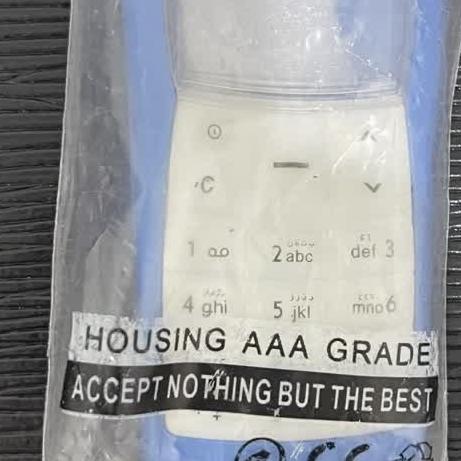 C
1
2 abc
def 3
4 ghi
5 jkl
mno 6
HOUSING AAA GRADE
ACCEPT NOTHING BUT THE BEST
CE